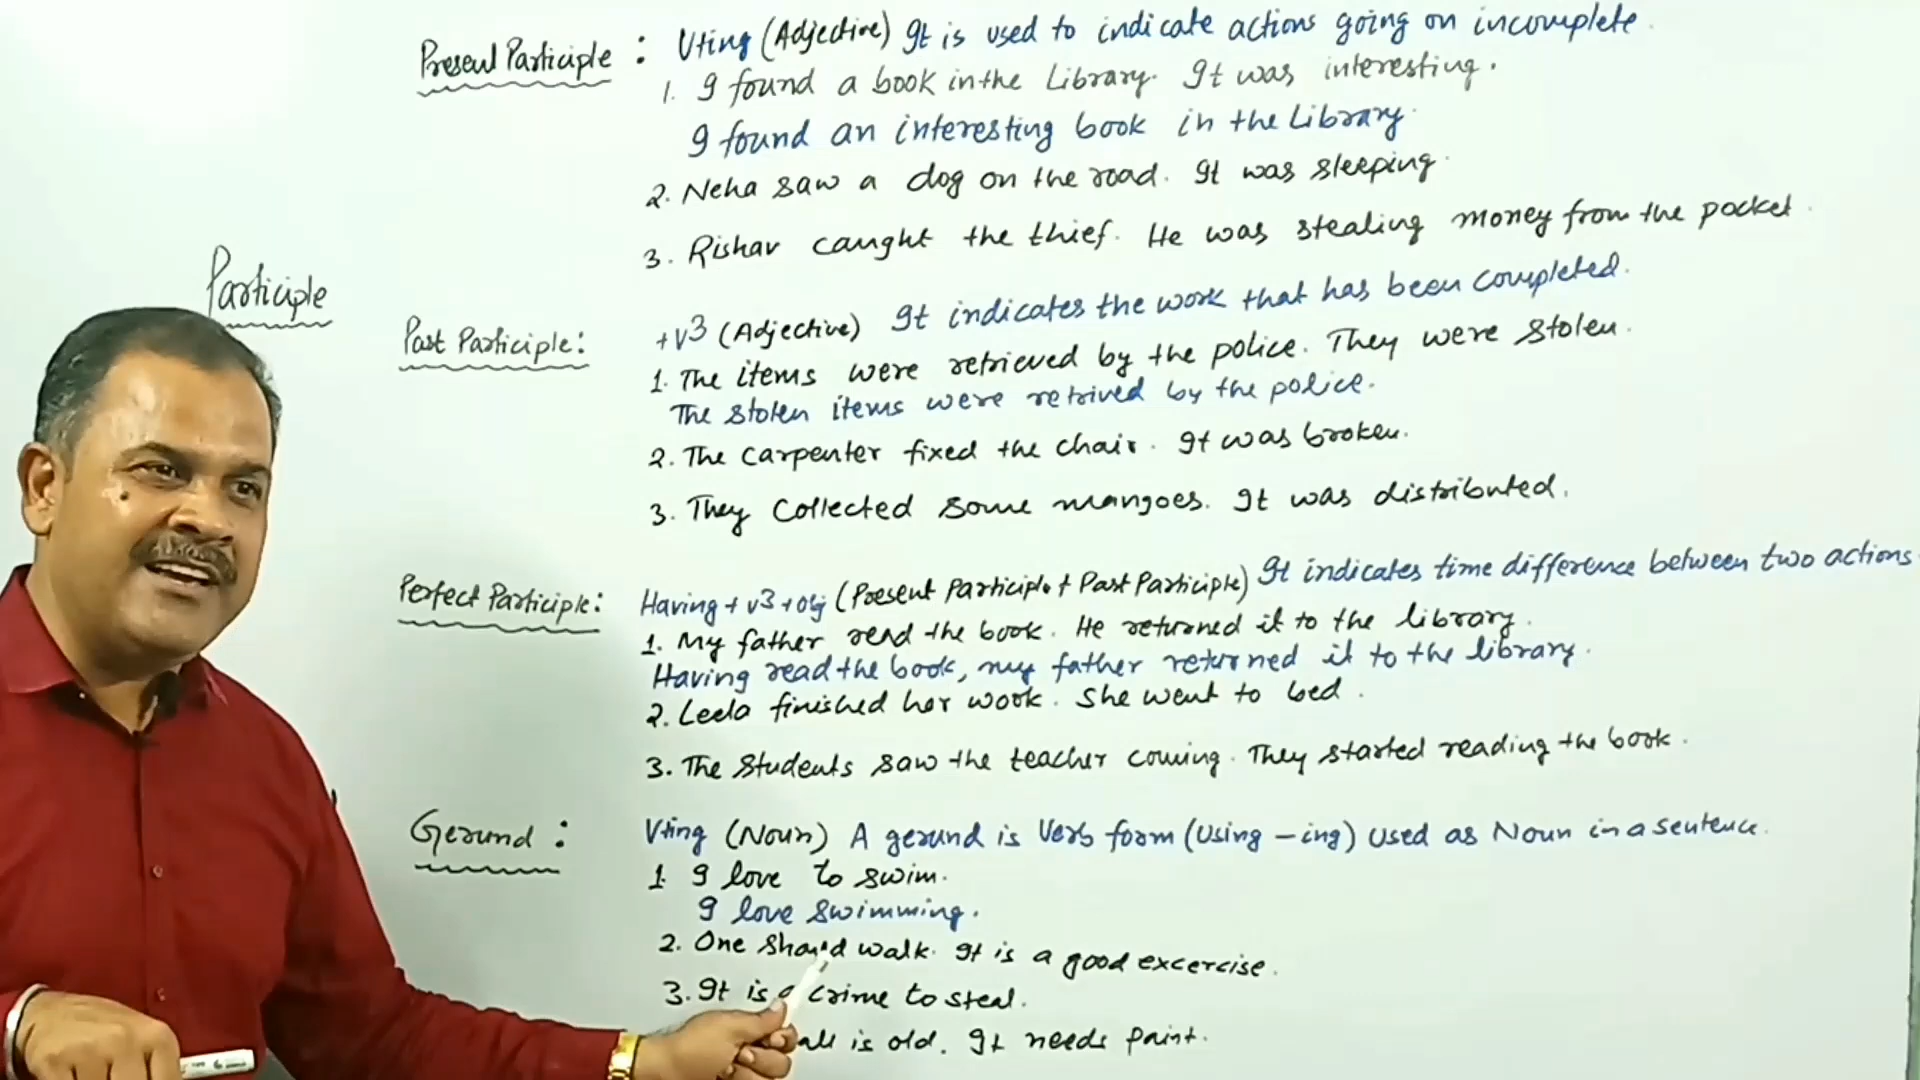 Present Participle : V+ing (Adjective) It is used to indicate actions going on incomplete.
1. I found a book in the Library. It was interesting.
I found an interesting book in the Library.
2. Neha saw a dog on the road. It was sleeping.
3. Rishav caught the thief. He was stealing money from the pocket.
Participle
Past Participle : +V3 (Adjective) It indicates the work that has been completed.
1. The items were retrieved by the police. They were stolen.
The stolen items were retrived by the police.
2. The carpenter fixed the chair. It was broken.
3. They Collected some mangoes. It was distributed.
Perfect Participle : Having + v3 + obj (Present Participle + Past Participle) It indicates time difference between two actions
1. My father read the book. He returned it to the library.
Having read the book, my father returned it to the library.
2. Leela finished her work. She went to bed.
3. The Students saw the teacher coming. They started reading the book.
Gerund : V+ing (Noun) A gerund is Verb form (Using -ing) used as Noun in a sentence.
1. I love to swim.
I love swimming.
2. One should walk. It is a good excercise.
3. It is a crime to steal.
is old. It needs paint.